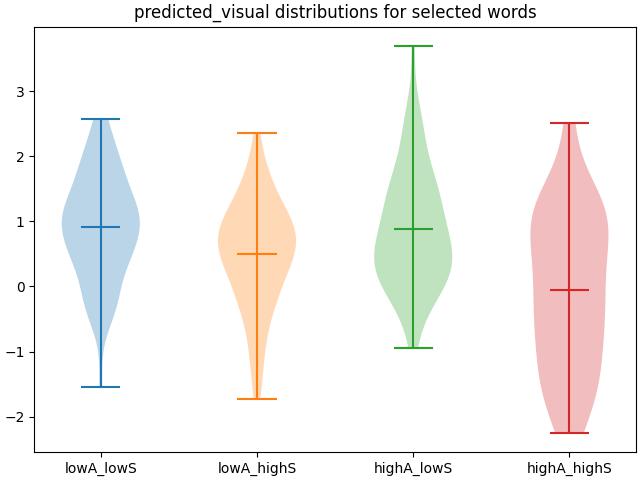 predicted_visual distributions for selected words
3
2
1
0
−1
−2
lowA_lowS
lowA_highS
highA_lowS
highA_highS